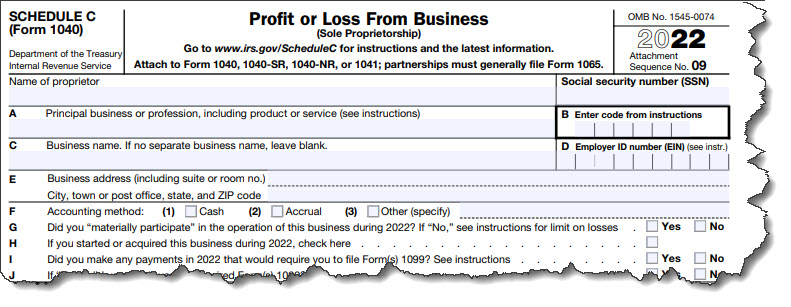 SCHEDULE C
(Form 1040)
Department of the Treasury
Internal Revenue Service
Profit or Loss From Business
(Sole Proprietorship)
Go to www.irs.gov/ScheduleC for instructions and the latest information.
Attach to Form 1040, 1040-SR, 1040-NR, or 1041; partnerships must generally file Form 1065.
OMB No. 1545-0074
2022
Attachment
Sequence No. 09
Name of proprietor
Social security number (SSN)
A Principal business or profession, including product or service (see instructions)
B Enter code from instructions
C Business name. If no separate business name, leave blank.
D Employer ID number (EIN) (see instr.)
E Business address (including suite or room no.)
City, town or post office, state, and ZIP code
F Accounting method: (1) Cash (2) Accrual (3) Other (specify)
G Did you “materially participate” in the operation of this business during 2022? If “No,” see instructions for limit on losses . Yes No
H If you started or acquired this business during 2022, check here . . . . . . . . . . . . . . . . .
I Did you make any payments in 2022 that would require you to file Form(s) 1099? See instructions . . . . . . . . Yes No
J